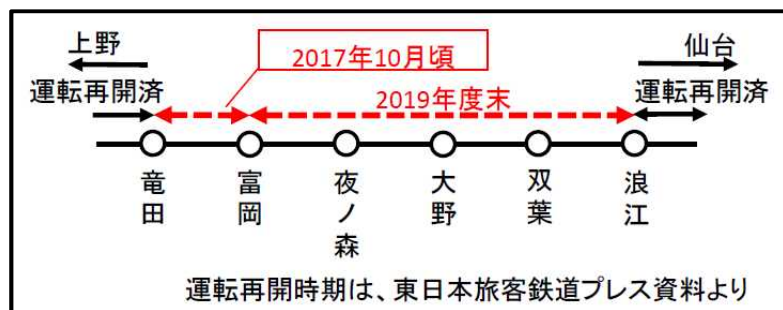 上野
2017年10月頃
仙台
運転再開済
2019年度末
運転再開済
竜田
富岡
夜ノ森
大野
双葉
浪江
運転再開時期は、東日本旅客鉄道プレス資料より